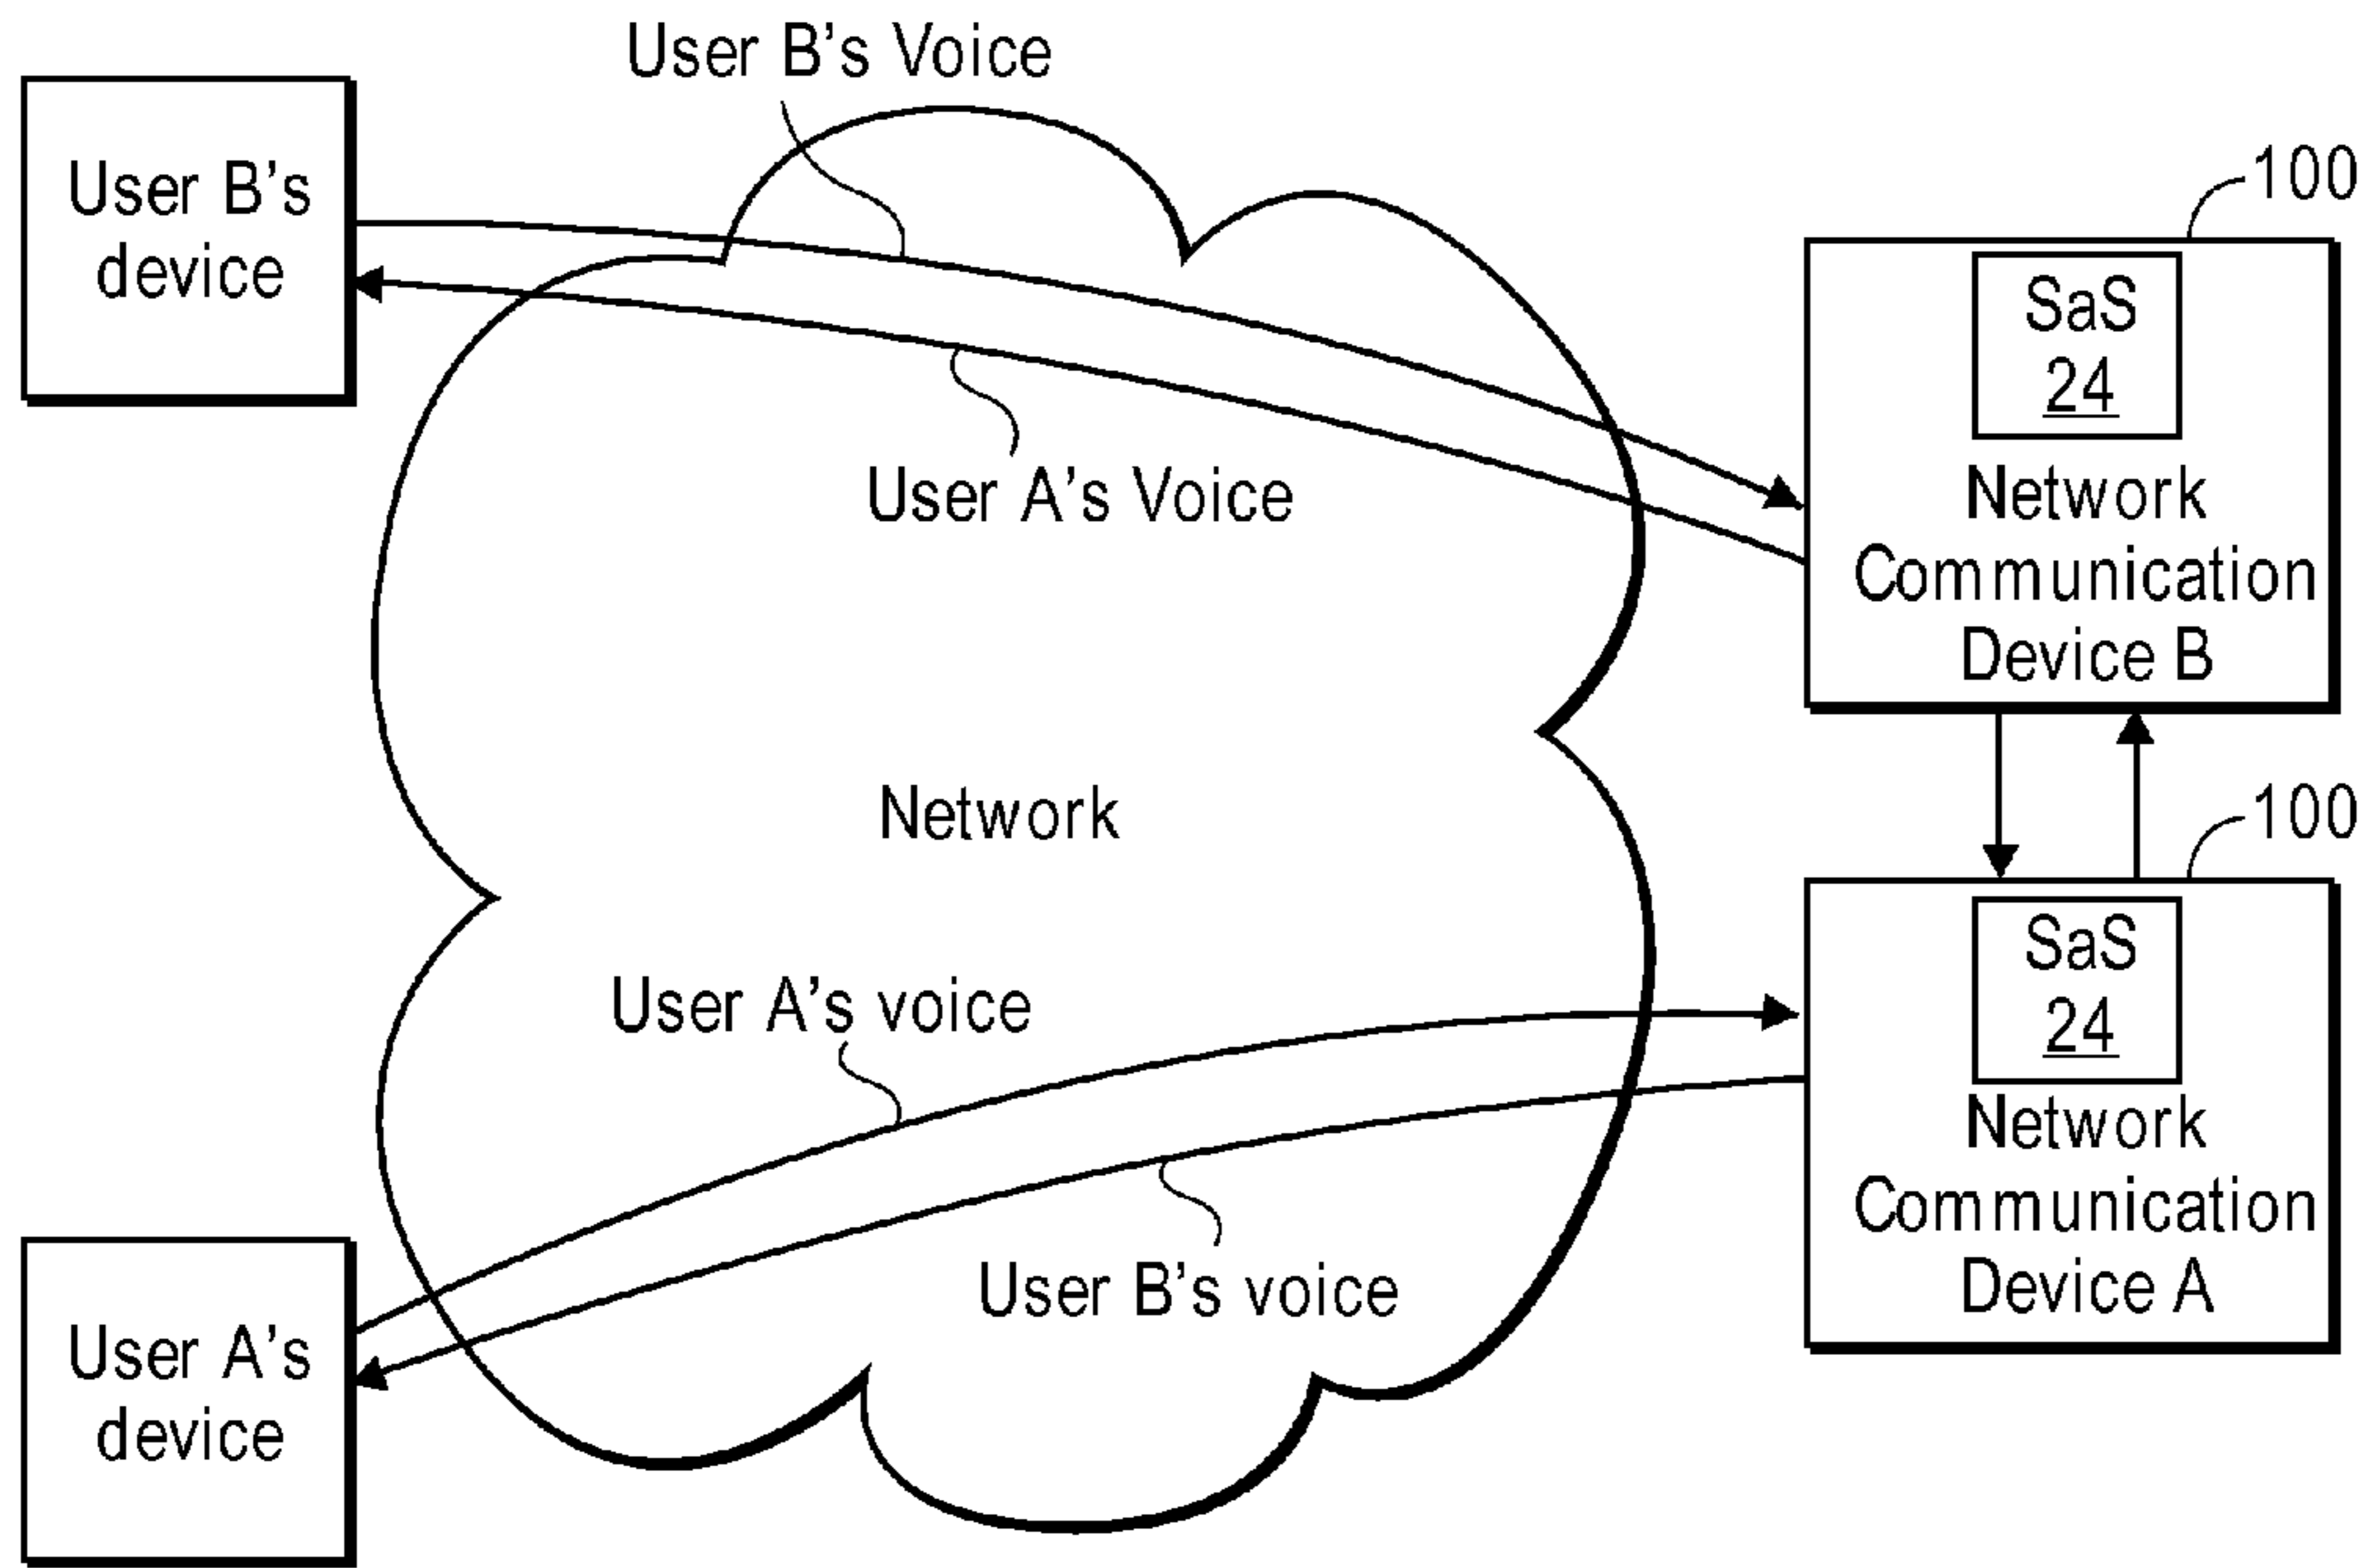 User B's Voice
User B's
device
100
SaS
24
Network
Communication
Device B
User A's Voice
Network
100
SaS
24
Network
Communication
Device A
User A's voice
User B's voice
User A's
device